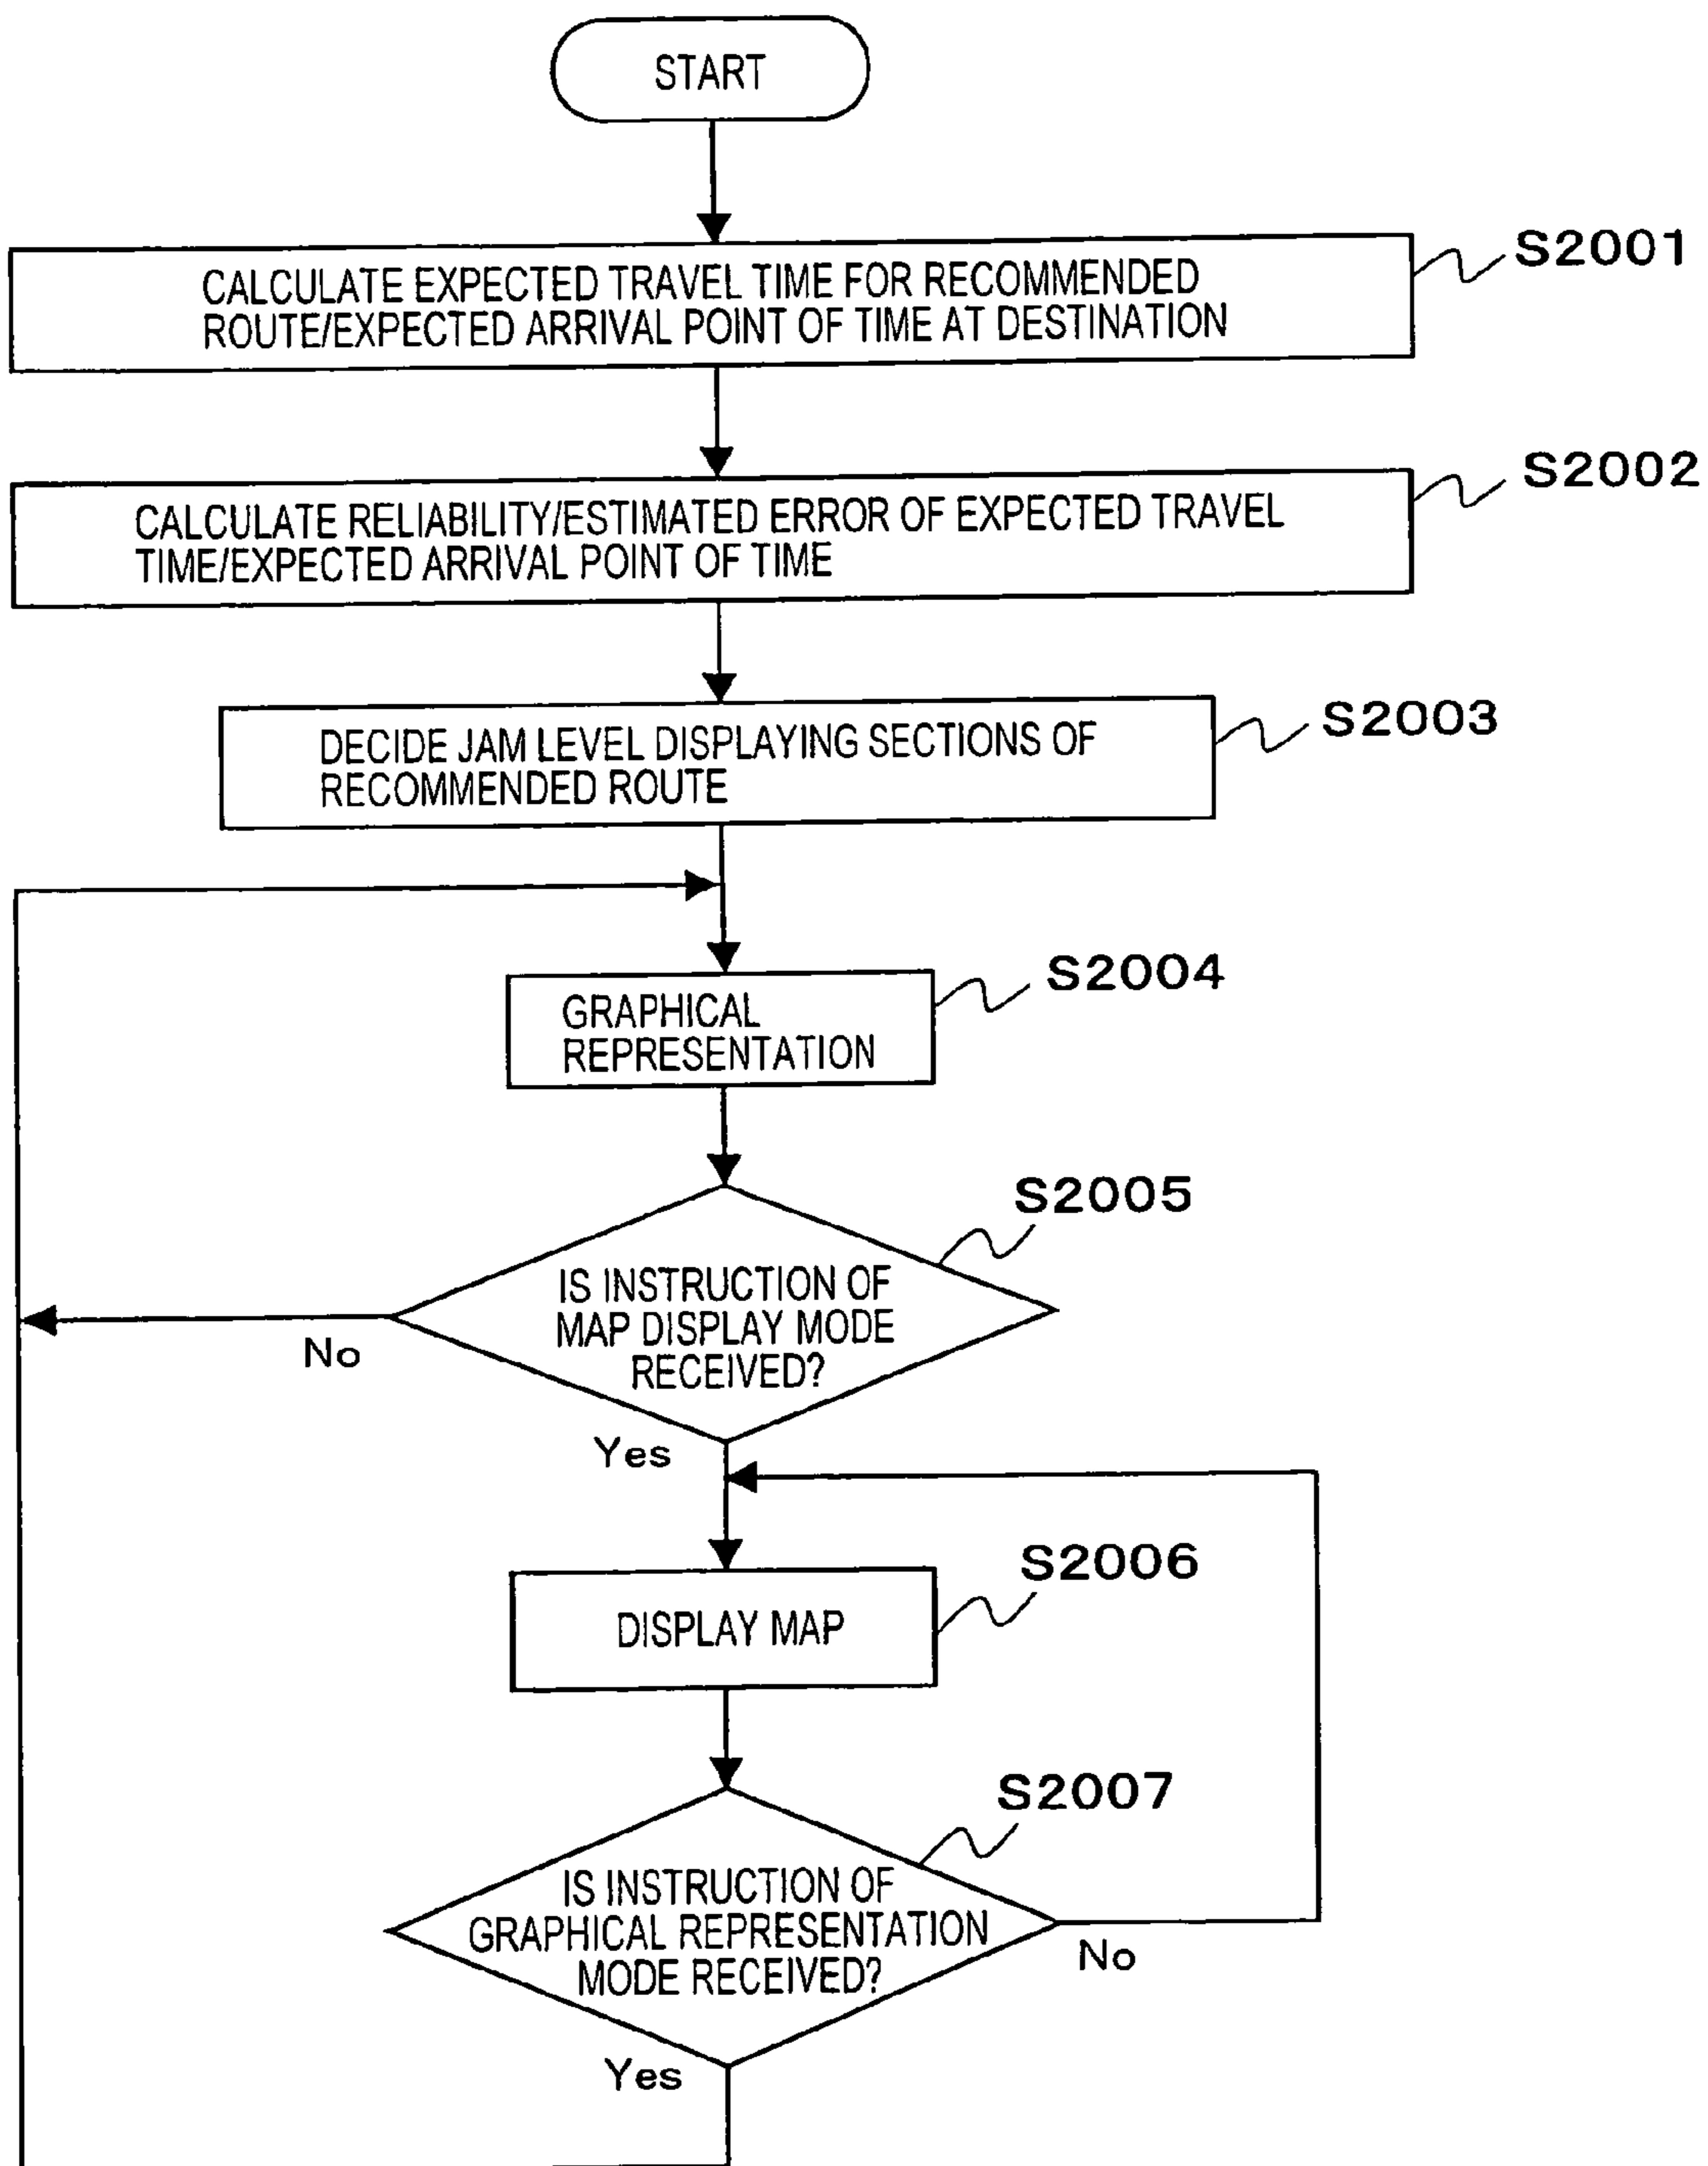 START
S2001
CALCULATE EXPECTED TRAVEL TIME FOR RECOMMENDED
ROUTE/EXPECTED ARRIVAL POINT OF TIME AT DESTINATION
S2002
CALCULATE RELIABILITY/ESTIMATED ERROR OF EXPECTED TRAVEL
TIME/EXPECTED ARRIVAL POINT OF TIME
S2003
DECIDE JAM LEVEL DISPLAYING SECTIONS OF
RECOMMENDED ROUTE
S2004
GRAPHICAL
REPRESENTATION
S2005
IS INSTRUCTION OF
MAP DISPLAY MODE
RECEIVED?
No
Yes
S2006
DISPLAY MAP
S2007
IS INSTRUCTION OF
GRAPHICAL REPRESENTATION
MODE RECEIVED?
No
Yes